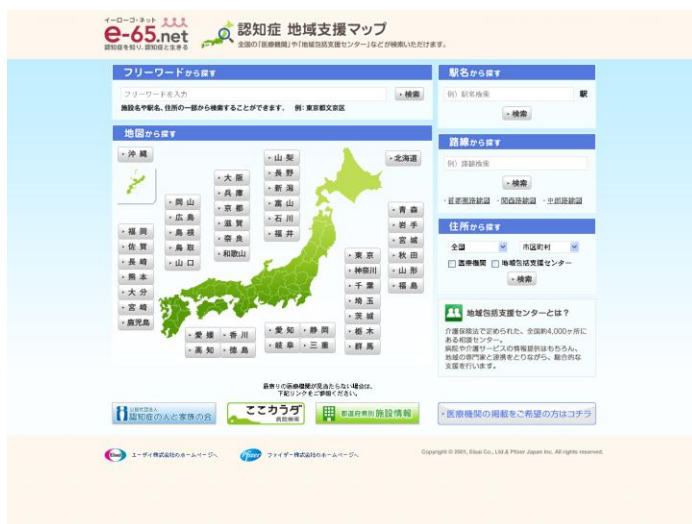 イーローゴ・ネット
e-65.net
認知症を知り、認知症と生きる
認知症 地域支援マップ
全国の「医療機関」や「地域包括支援センター」などが検索いただけます。
フリーワードから探す
フリーワードを入力
検索
施設名や駅名、住所の一部から検索することができます。 例：東京都文京区
地図から探す
沖縄
山梨
北海道
長野
大阪
新潟
兵庫
岡山
京都
富山
広島
滋賀
石川
青森
福岡
島根
奈良
福井
岩手
佐賀
鳥取
和歌山
宮城
長崎
山口
東京
秋田
熊本
神奈川
山形
大分
千葉
福島
宮崎
埼玉
鹿児島
茨城
愛媛
香川
愛知
静岡
栃木
高知
徳島
岐阜
三重
群馬
駅名から探す
例）駅名検索
駅
検索
路線から探す
例）路線検索
検索
首都圏路線図
関西路線図
中部路線図
住所から探す
全国
市区町村
医療機関
地域包括支援センター
検索
地域包括支援センターとは？
介護保険法で定められた、全国約4,000ヶ所に
ある相談センター。
病院や介護サービスの情報提供はもちろん、
地域の専門家と連携をとりながら、総合的な
支援を行います。
最寄りの医療機関が見当たらない場合は、
下記リンクをご参照ください。
公益社団法人
認知症の人と家族の会
ココカラダ
病院検索
都道府県別施設情報
医療機関の掲載をご希望の方はコチラ
Eisai
エーザイ株式会社のホームページへ
Pfizer
ファイザー株式会社のホームページへ
Copyright © 2001, Eisai Co., Ltd & Pfizer Japan Inc. All rights reserved.